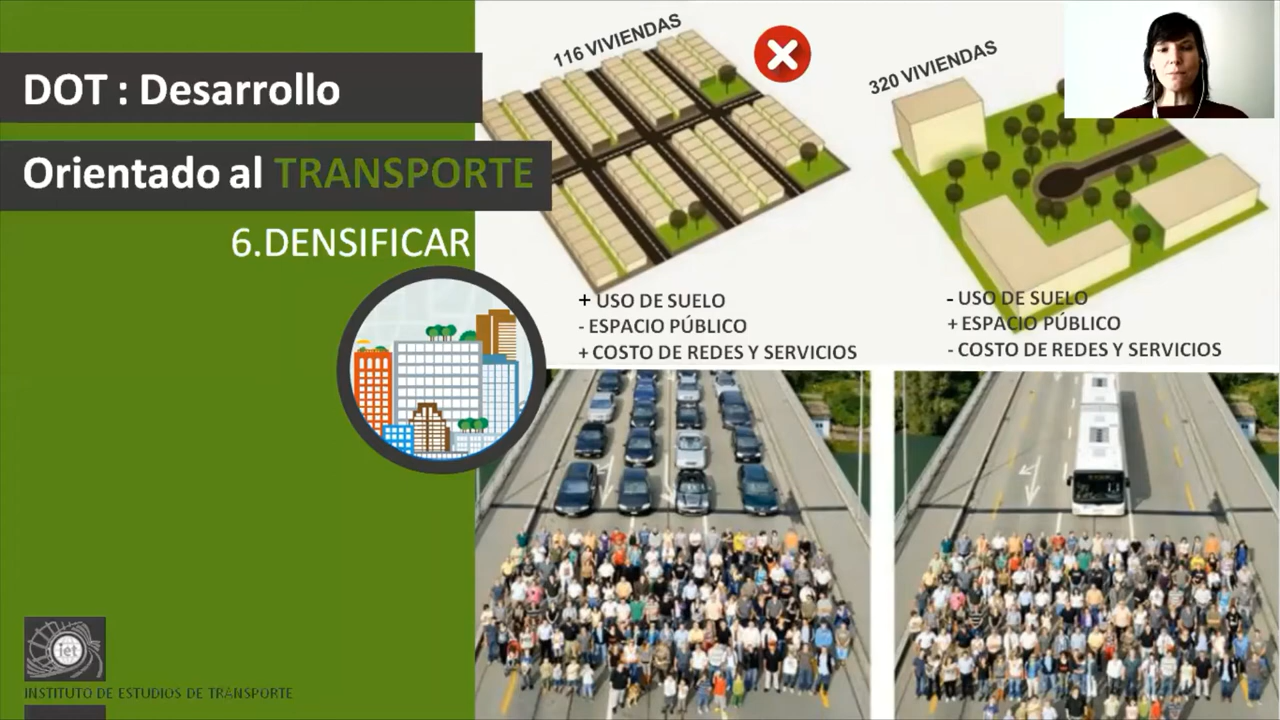 DOT : Desarrollo
Orientado al TRANSPORTE
6.DENSIFICAR
116 VIVIENDAS
+ USO DE SUELO
- ESPACIO PÚBLICO
+ COSTO DE REDES Y SERVICIOS
320 VIVIENDAS
- USO DE SUELO
+ ESPACIO PÚBLICO
- COSTO DE REDES Y SERVICIOS
iet
INSTITUTO DE ESTUDIOS DE TRANSPORTE